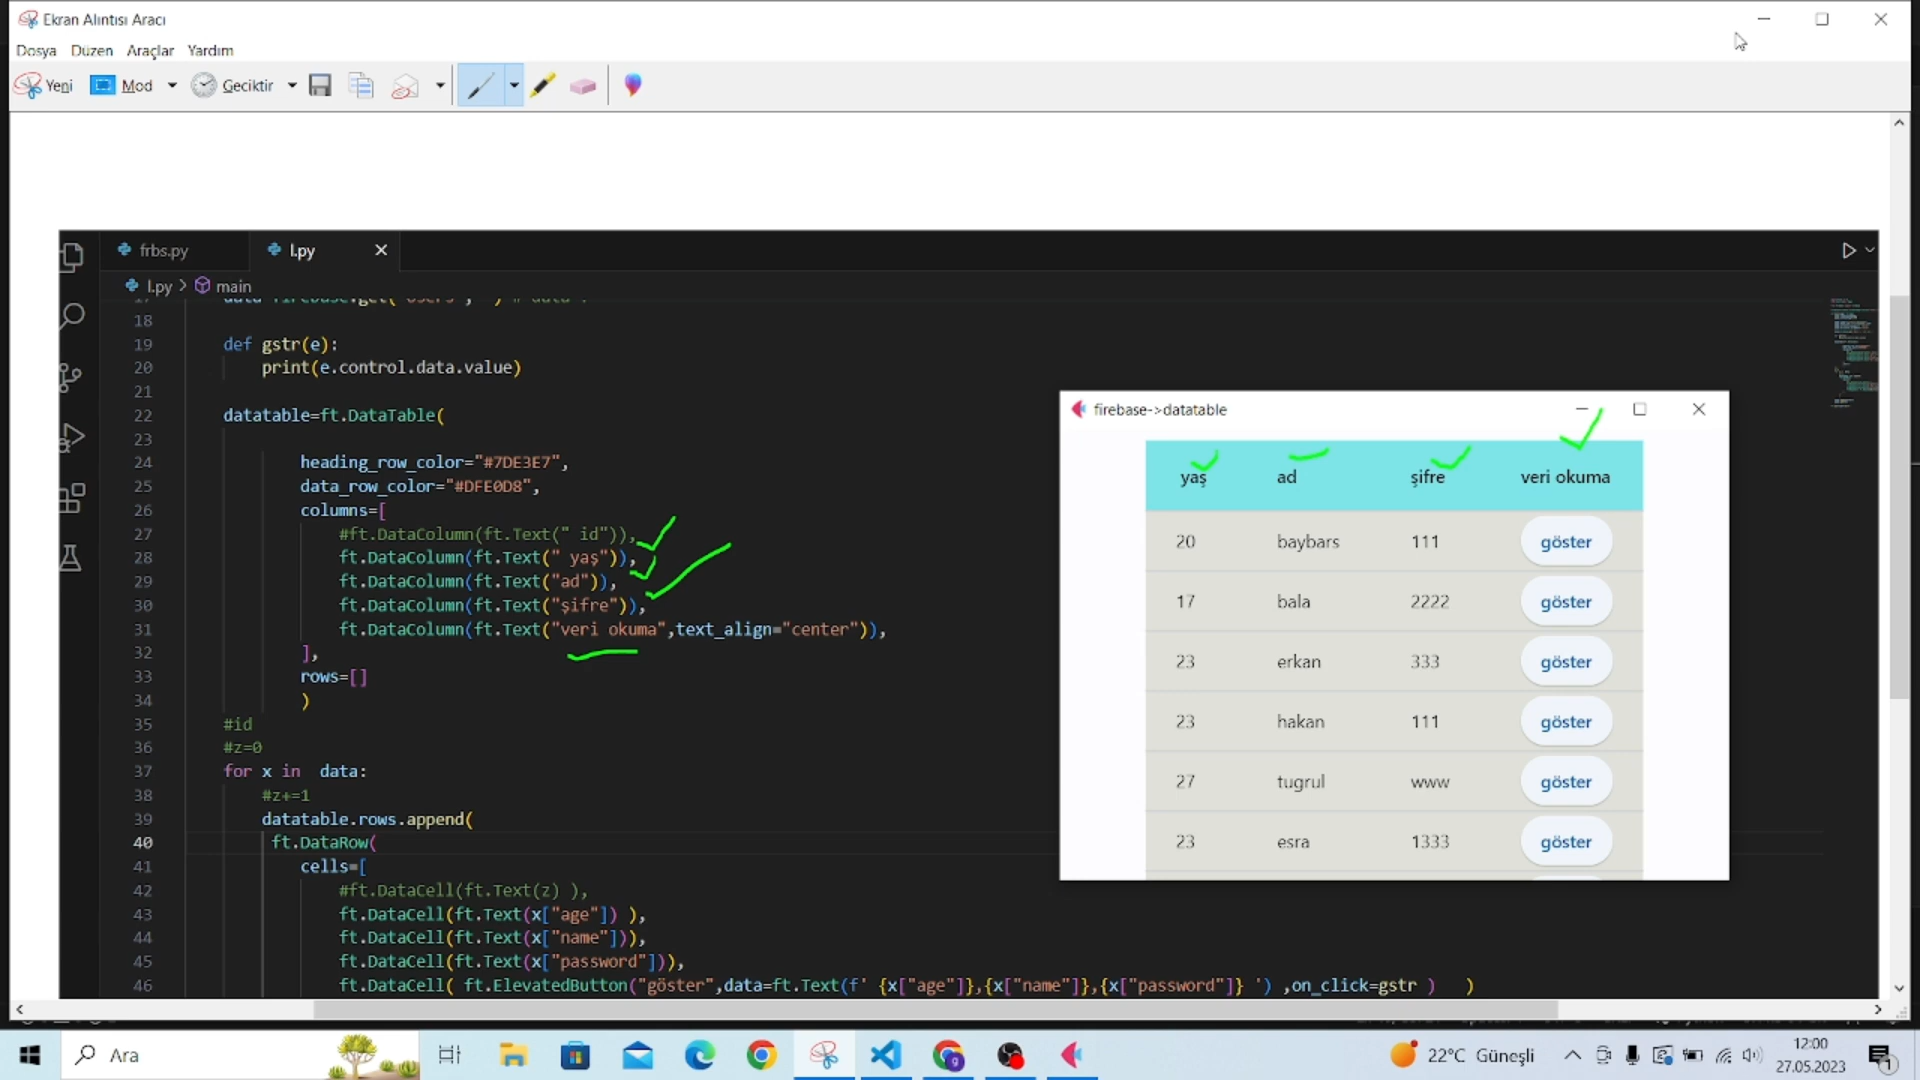 Ekran Alıntısı Aracı
Dosya Düzen Araçlar Yardım
Yeni Mod Geciktir
frbs.py l.py
l.py > main
18
19 def gstr(e):
20 print(e.control.data.value)
21
22 datatable=ft.DataTable(
23
24 heading_row_color="#7DE3E7",
25 data_row_color="#DFE0D8",
26 columns=[
27 #ft.DataColumn(ft.Text(" id")),
28 ft.DataColumn(ft.Text(" yaş")),
29 ft.DataColumn(ft.Text("ad")),
30 ft.DataColumn(ft.Text("şifre")),
31 ft.DataColumn(ft.Text("veri okuma",text_align="center")),
32 ],
33 rows=[]
34 )
35 #id
36 #z=0
37 for x in data:
38 #z+=1
39 datatable.rows.append(
40 ft.DataRow(
41 cells=[
42 #ft.DataCell(ft.Text(z) ),
43 ft.DataCell(ft.Text(x["age"]) ),
44 ft.DataCell(ft.Text(x["name"])),
45 ft.DataCell(ft.Text(x["password"])),
46 ft.DataCell( ft.ElevatedButton("göster",data=ft.Text(f' {x["age"]},{x["name"]},{x["password"]} ') ,on_click=gstr ) )
firebase->datatable
yaş ad şifre veri okuma
20 baybars 111 göster
17 bala 2222 göster
23 erkan 333 göster
23 hakan 111 göster
27 tugrul www göster
23 esra 1333 göster
Ara
22°C Güneşli
12:00
27.05.2023
1